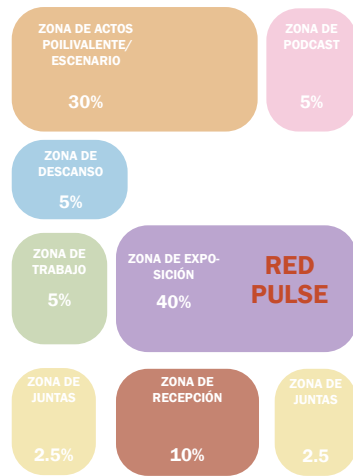 ZONA DE ACTOS
POILIVALENTE/
ESCENARIO
30%
ZONA DE
PODCAST
5%
ZONA DE
DESCANSO
5%
ZONA DE
TRABAJO
5%
ZONA DE EXPO-
SICIÓN
40%
RED
PULSE
ZONA DE
JUNTAS
2.5%
ZONA DE
RECEPCIÓN
10%
ZONA DE
JUNTAS
2.5